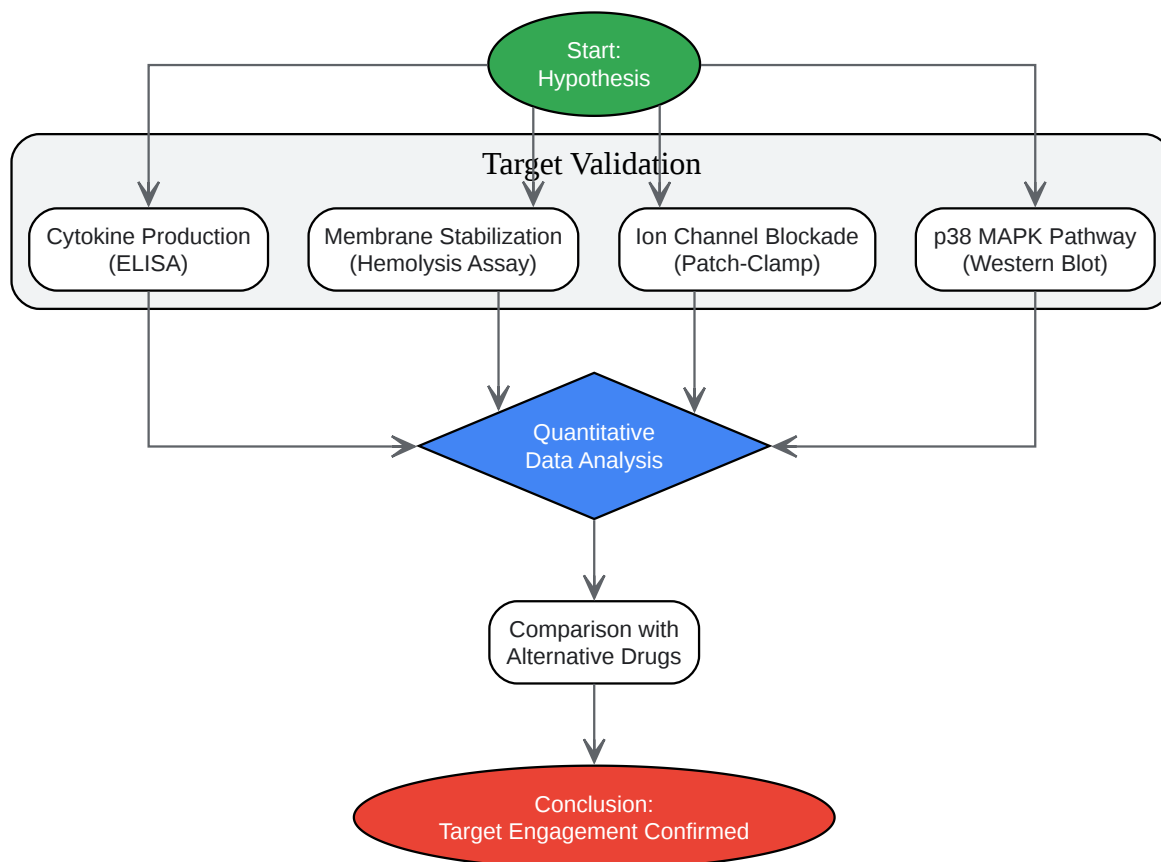 Start:
Hypothesis
Target Validation
Cytokine Production
(ELISA)
Membrane Stabilization
(Hemolysis Assay)
Ion Channel Blockade
(Patch-Clamp)
p38 MAPK Pathway
(Western Blot)
Quantitative
Data Analysis
Comparison with
Alternative Drugs
Conclusion:
Target Engagement Confirmed